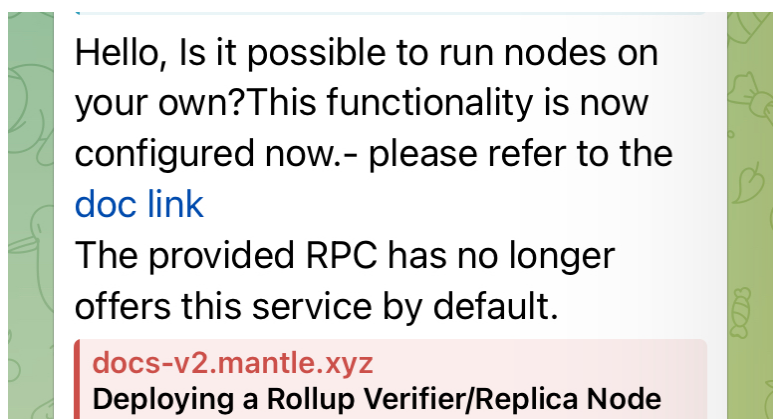 Hello, Is it possible to run nodes on
your own?This functionality is now
configured now.- please refer to the
doc link
The provided RPC has no longer
offers this service by default.
docs-v2.mantle.xyz
Deploying a Rollup Verifier/Replica Node